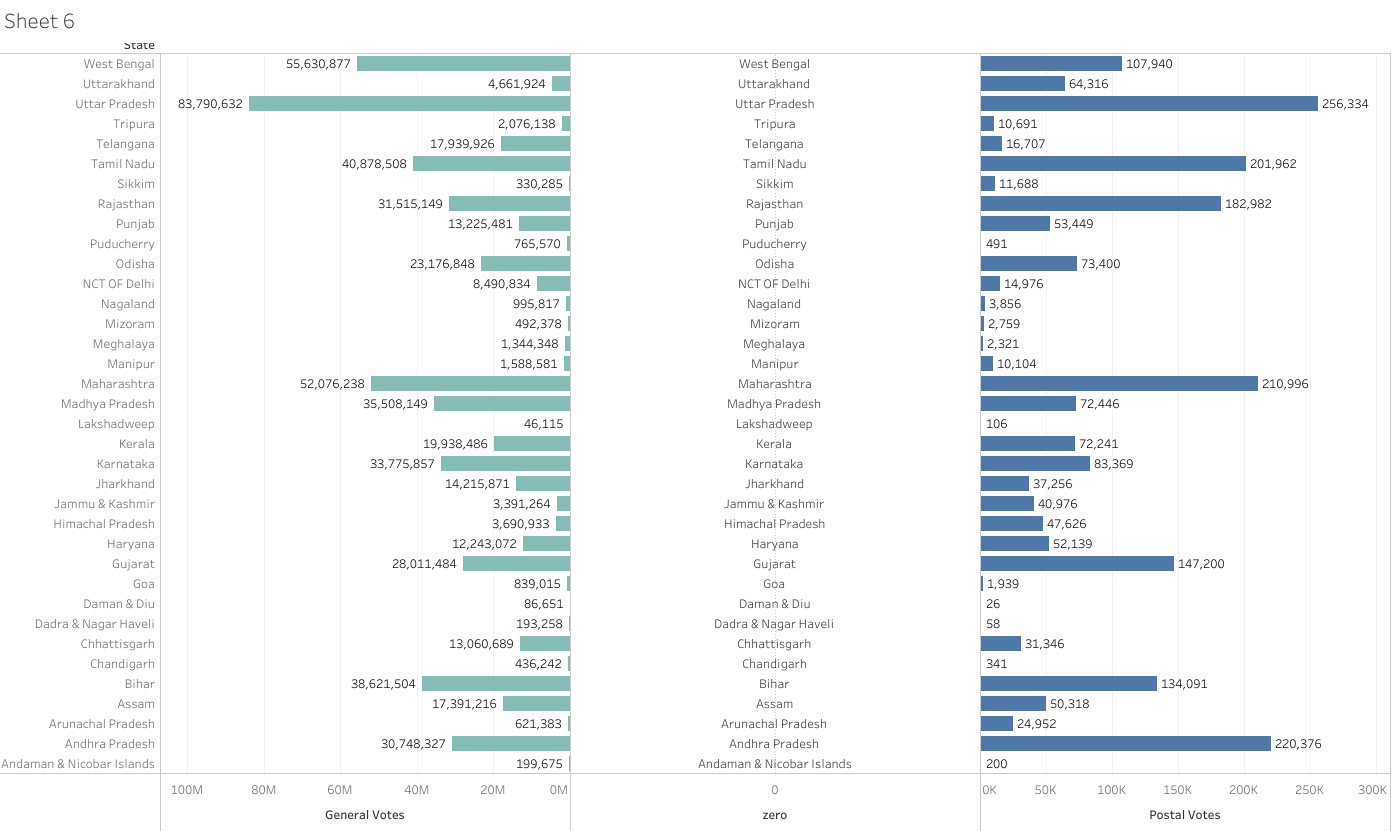 Sheet 6
State
West Bengal 55,630,877 West Bengal 107,940
Uttarakhand 4,661,924 Uttarakhand 64,316
Uttar Pradesh 83,790,632 Uttar Pradesh 256,334
Tripura 2,076,138 Tripura 10,691
Telangana 17,939,926 Telangana 16,707
Tamil Nadu 40,878,508 Tamil Nadu 201,962
Sikkim 330,285 Sikkim 11,688
Rajasthan 31,515,149 Rajasthan 182,982
Punjab 13,225,481 Punjab 53,449
Puducherry 765,570 Puducherry 491
Odisha 23,176,848 Odisha 73,400
NCT OF Delhi 8,490,834 NCT OF Delhi 14,976
Nagaland 995,817 Nagaland 3,856
Mizoram 492,378 Mizoram 2,759
Meghalaya 1,344,348 Meghalaya 2,321
Manipur 1,588,581 Manipur 10,104
Maharashtra 52,076,238 Maharashtra 210,996
Madhya Pradesh 35,508,149 Madhya Pradesh 72,446
Lakshadweep 46,115 Lakshadweep 106
Kerala 19,938,486 Kerala 72,241
Karnataka 33,775,857 Karnataka 83,369
Jharkhand 14,215,871 Jharkhand 37,256
Jammu & Kashmir 3,391,264 Jammu & Kashmir 40,976
Himachal Pradesh 3,690,933 Himachal Pradesh 47,626
Haryana 12,243,072 Haryana 52,139
Gujarat 28,011,484 Gujarat 147,200
Goa 839,015 Goa 1,939
Daman & Diu 86,651 Daman & Diu 26
Dadra & Nagar Haveli 193,258 Dadra & Nagar Haveli 58
Chhattisgarh 13,060,689 Chhattisgarh 31,346
Chandigarh 436,242 Chandigarh 341
Bihar 38,621,504 Bihar 134,091
Assam 17,391,216 Assam 50,318
Arunachal Pradesh 621,383 Arunachal Pradesh 24,952
Andhra Pradesh 30,748,327 Andhra Pradesh 220,376
Andaman & Nicobar Islands 199,675 Andaman & Nicobar Islands 200
100M 80M 60M 40M 20M 0M 0 0K 50K 100K 150K 200K 250K 300K
General Votes zero Postal Votes